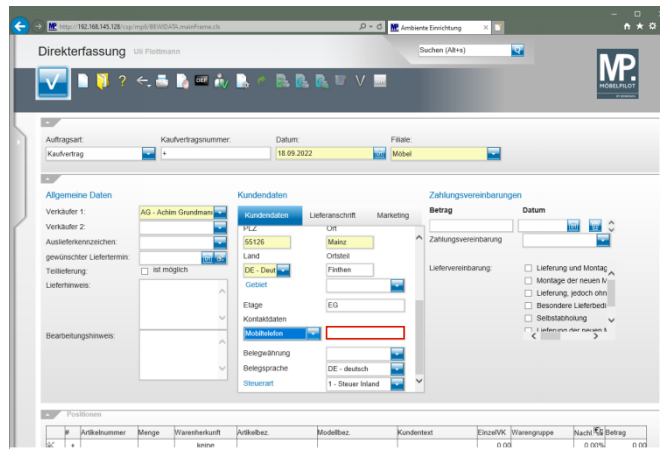 http://192.168.145.128/csp/mp6/BEWIDATA.mainFrame.cls
Ambiente Einrichtung
Direkterfassung Uli Flottmann
Suchen (Alt+s)
MP.
MÖBELPILOT
DEF
Auftragsart: Kaufvertragsnummer: Datum: Filiale:
Kaufvertrag + 18.09.2022 Möbel
Allgemeine Daten Kundendaten Zahlungsvereinbarungen
Verkäufer 1: AG - Achim Grundmann Kundendaten Lieferanschrift Marketing Betrag Datum
Verkäufer 2: PLZ Ort
Auslieferkennzeichen: 55126 Mainz Zahlungsvereinbarung
gewünschter Liefertermin: Land Ortsteil
Teillieferung: ist möglich DE - Deut Finthen Liefervereinbarung: Lieferung und Montag
Lieferhinweis: Gebiet Montage der neuen M
Lieferung, jedoch ohn
Etage EG Besondere Lieferbedi
Kontaktdaten Selbstabholung
Bearbeitungshinweis: Mobiltelefon Lieferung der neuen M
Belegwährung
Belegsprache DE - deutsch
Steuerart 1 - Steuer Inland
Positionen
# Artikelnummer Menge Warenherkunft Artikelbez. Modellbez. Kundentext EinzelVK Warengruppe Nachl Betrag
+ keine 0.00 0.00% 0.00